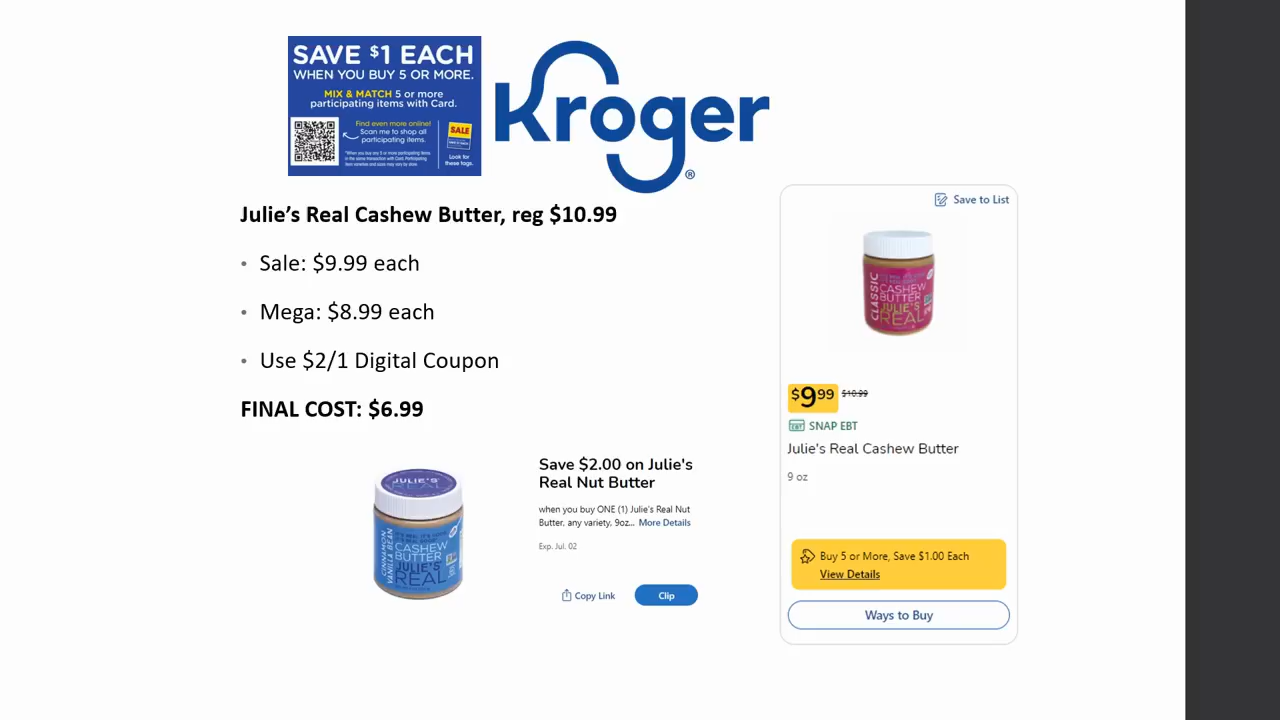 SAVE $1 EACH
WHEN YOU BUY 5 OR MORE.
MIX & MATCH 5 or more
participating items with Card.
Find even more online!
Scan me to shop all
participating items.
SALE
Look for
these tags.
Kroger®
Julie's Real Cashew Butter, reg $10.99
• Sale: $9.99 each
• Mega: $8.99 each
• Use $2/1 Digital Coupon
FINAL COST: $6.99
JULIE'S
REAL
CINNAMON
VANILLA BEAN
CASHEW
BUTTER
JULIE'S
REAL
Save $2.00 on Julie's
Real Nut Butter
when you buy ONE (1) Julie's Real Nut
Butter, any variety, 9oz... More Details
Exp. Jul. 02
Copy Link
Clip
Save to List
CLASSIC
CASHEW
BUTTER
JULIE'S
REAL
$9.99 $10.99
EBT SNAP EBT
Julie's Real Cashew Butter
9 oz
Buy 5 or More, Save $1.00 Each
View Details
Ways to Buy